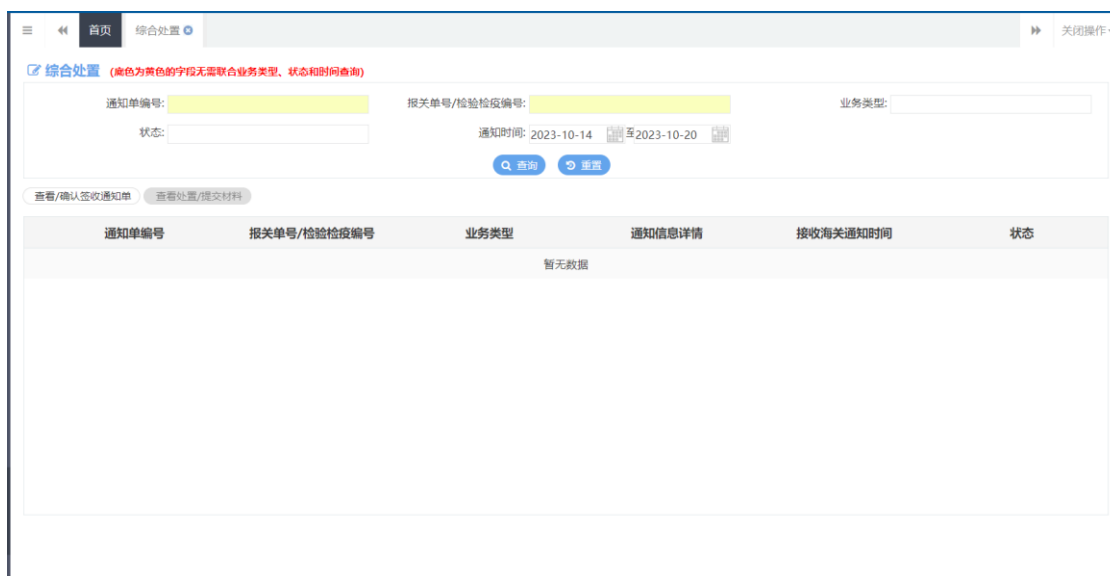 首页 综合处置 关闭操作
综合处置 (底色为黄色的字段无需联合业务类型、状态和时间查询)
通知单编号: 报关单号/检验检疫编号: 业务类型:
状态: 通知时间: 2023-10-14 至 2023-10-20
查询 重置
查看/确认签收通知单 查看处置/提交材料
通知单编号 报关单号/检验检疫编号 业务类型 通知信息详情 接收海关通知时间 状态
暂无数据